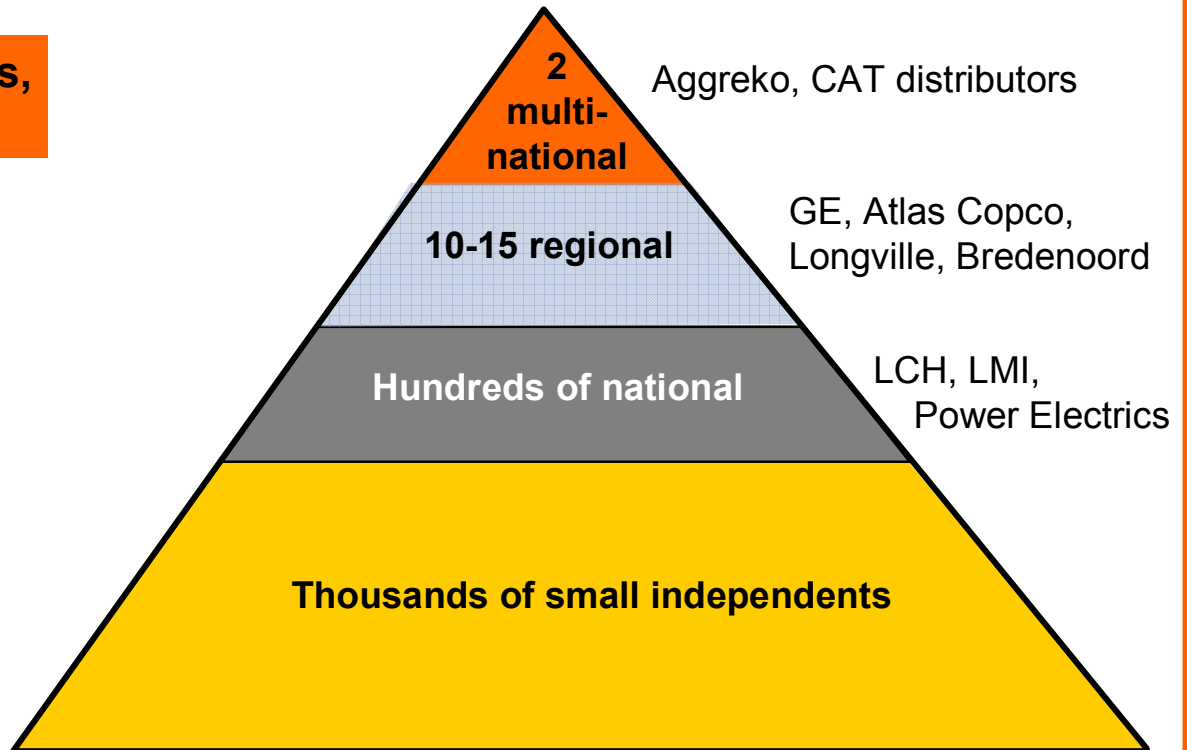 s,
2
multi-
national
Aggreko, CAT distributors
10-15 regional
GE, Atlas Copco,
Longville, Bredenoord
Hundreds of national
LCH, LMI,
Power Electrics
Thousands of small independents